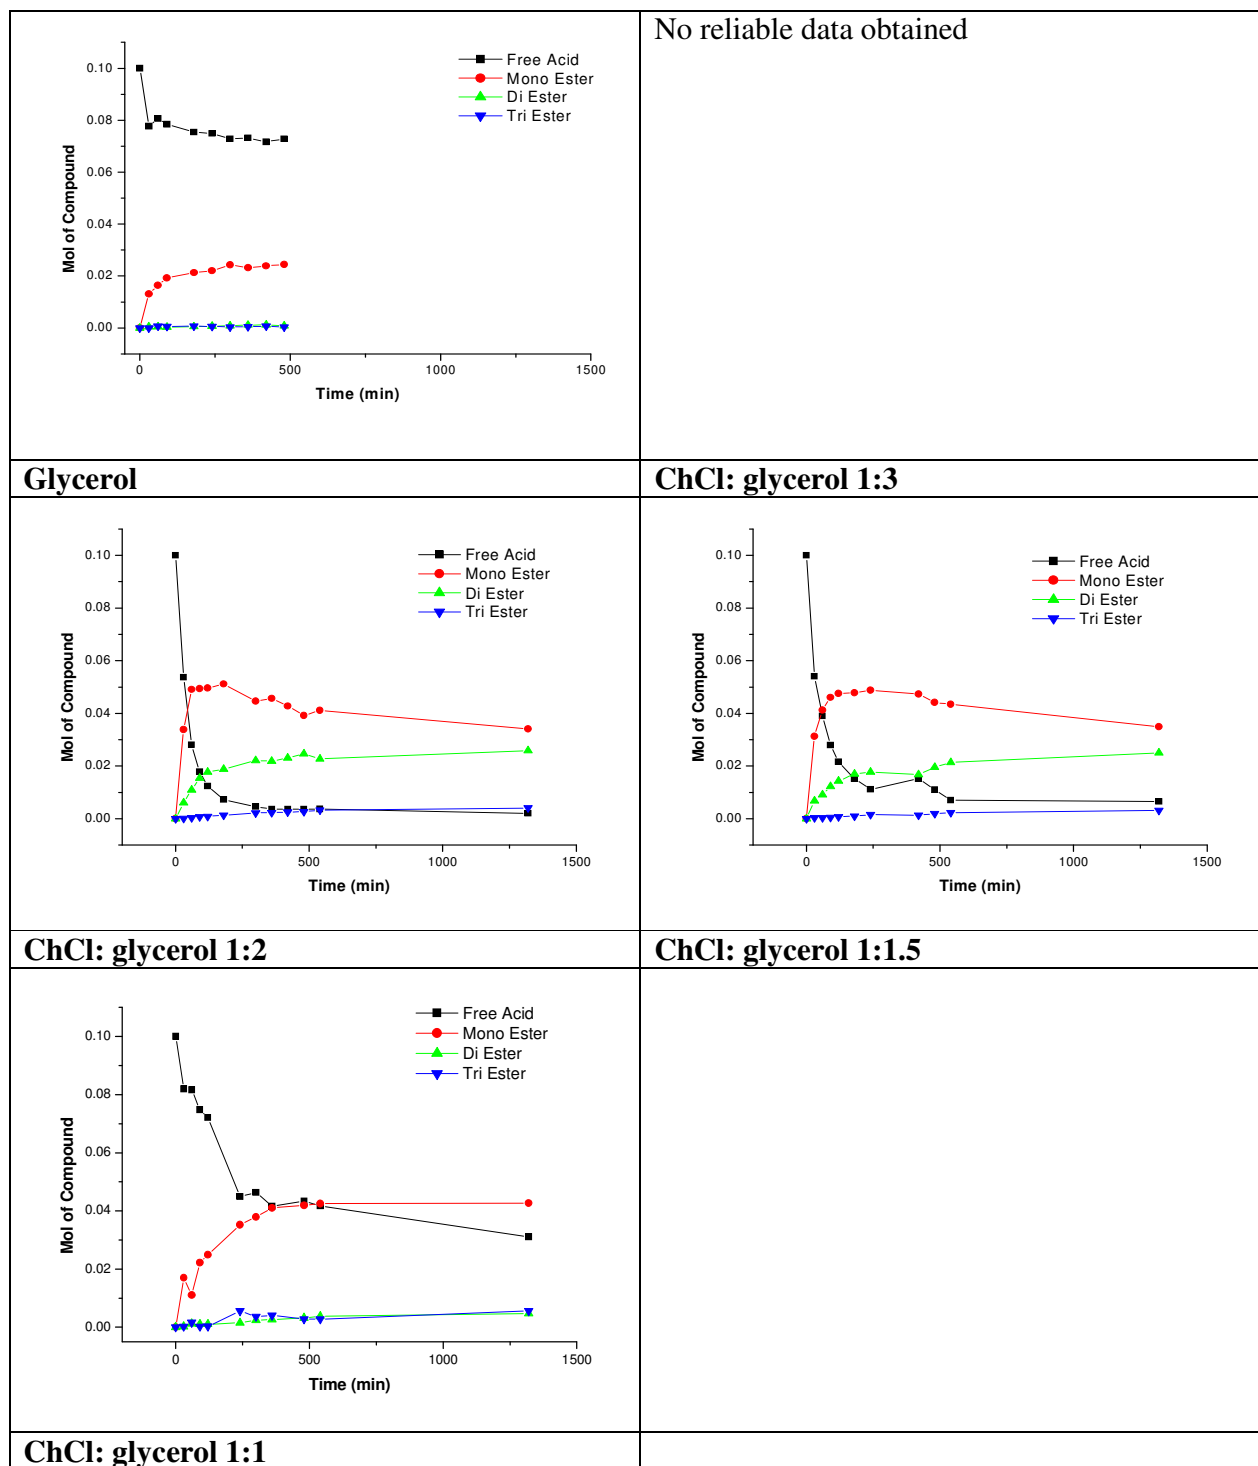 No reliable data obtained
Free Acid
Mono Ester
Di Ester
Tri Ester
0.10
0.08
0.06
0.04
0.02
0.00
Mol of Compound
0
500
1000
1500
Time (min)
Glycerol
ChCl: glycerol 1:3
Free Acid
Mono Ester
Di Ester
Tri Ester
0.10
0.08
0.06
0.04
0.02
0.00
Mol of Compound
0
500
1000
1500
Time (min)
Free Acid
Mono Ester
Di Ester
Tri Ester
0.10
0.08
0.06
0.04
0.02
0.00
Mol of Compound
0
500
1000
1500
Time (min)
ChCl: glycerol 1:2
ChCl: glycerol 1:1.5
Free Acid
Mono Ester
Di Ester
Tri Ester
0.10
0.08
0.06
0.04
0.02
0.00
Mol of Compound
0
500
1000
1500
Time (min)
ChCl: glycerol 1:1